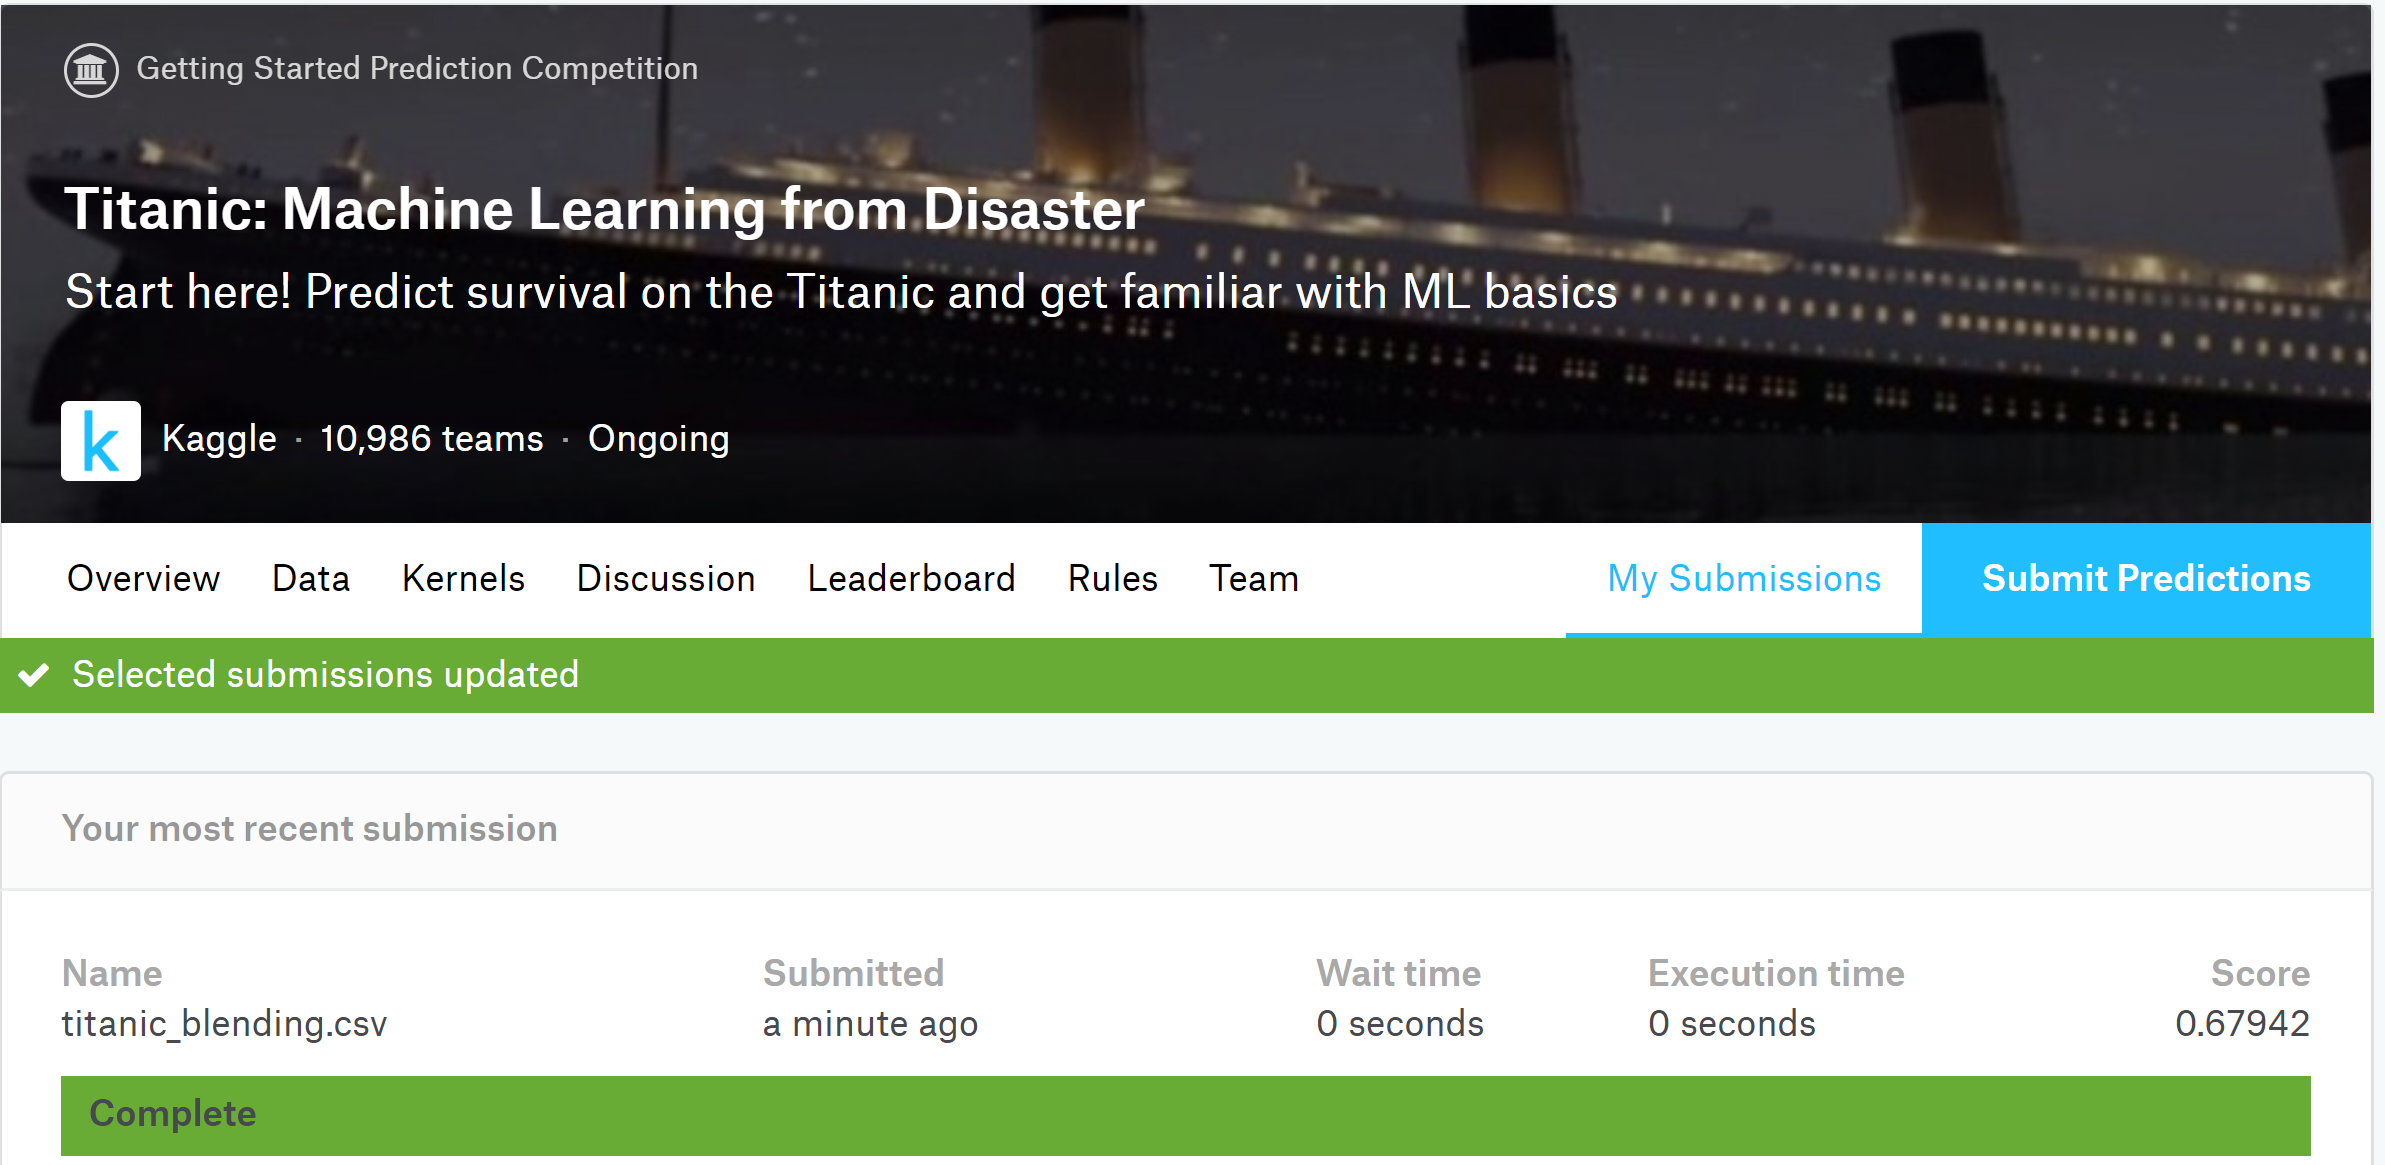 Getting Started Prediction Competition
Titanic: Machine Learning from Disaster
Start here! Predict survival on the Titanic and get familiar with ML basics
k Kaggle · 10,986 teams · Ongoing
Overview Data Kernels Discussion Leaderboard Rules Team My Submissions Submit Predictions
Selected submissions updated
Your most recent submission
Name Submitted Wait time Execution time Score
titanic_blending.csv a minute ago 0 seconds 0 seconds 0.67942
Complete